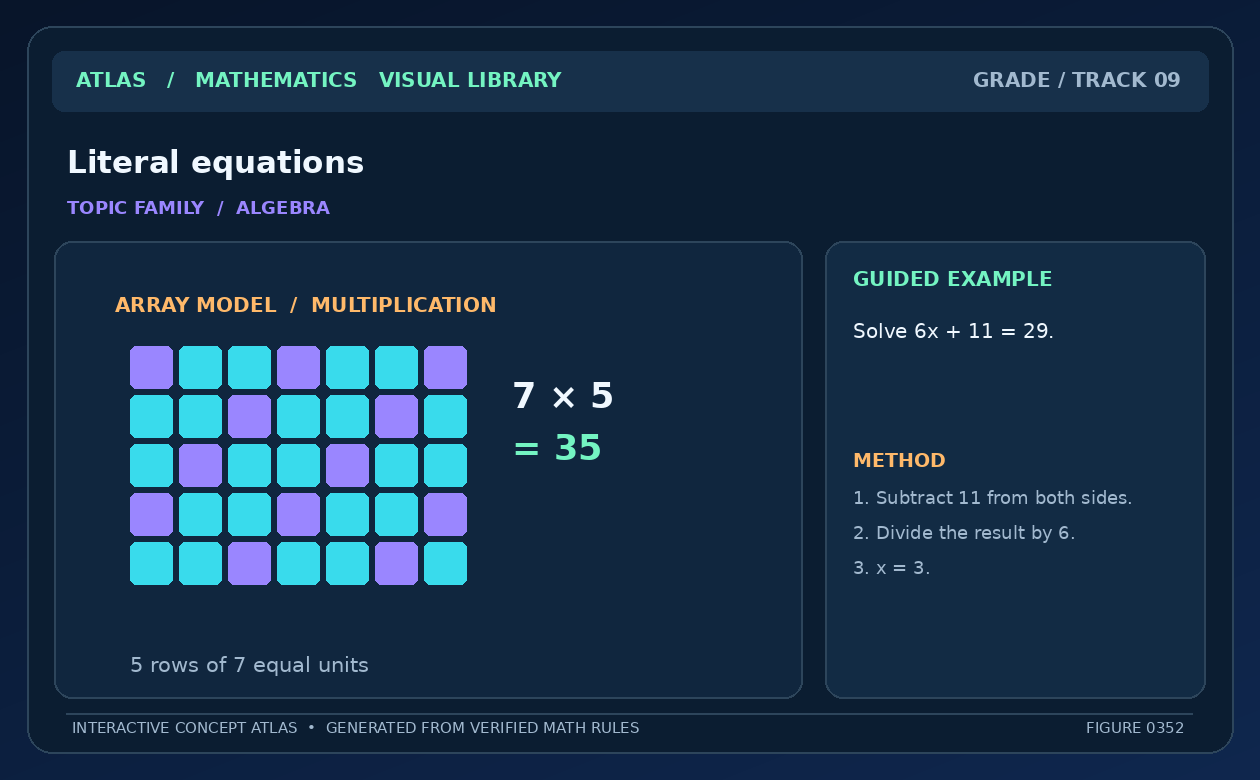 ATLAS / MATHEMATICS VISUAL LIBRARY
GRADE / TRACK 09
Literal equations
TOPIC FAMILY / ALGEBRA
ARRAY MODEL / MULTIPLICATION
7 × 5
= 35
5 rows of 7 equal units
GUIDED EXAMPLE
Solve 6x + 11 = 29.
METHOD
1. Subtract 11 from both sides.
2. Divide the result by 6.
3. x = 3.
INTERACTIVE CONCEPT ATLAS • GENERATED FROM VERIFIED MATH RULES
FIGURE 0352